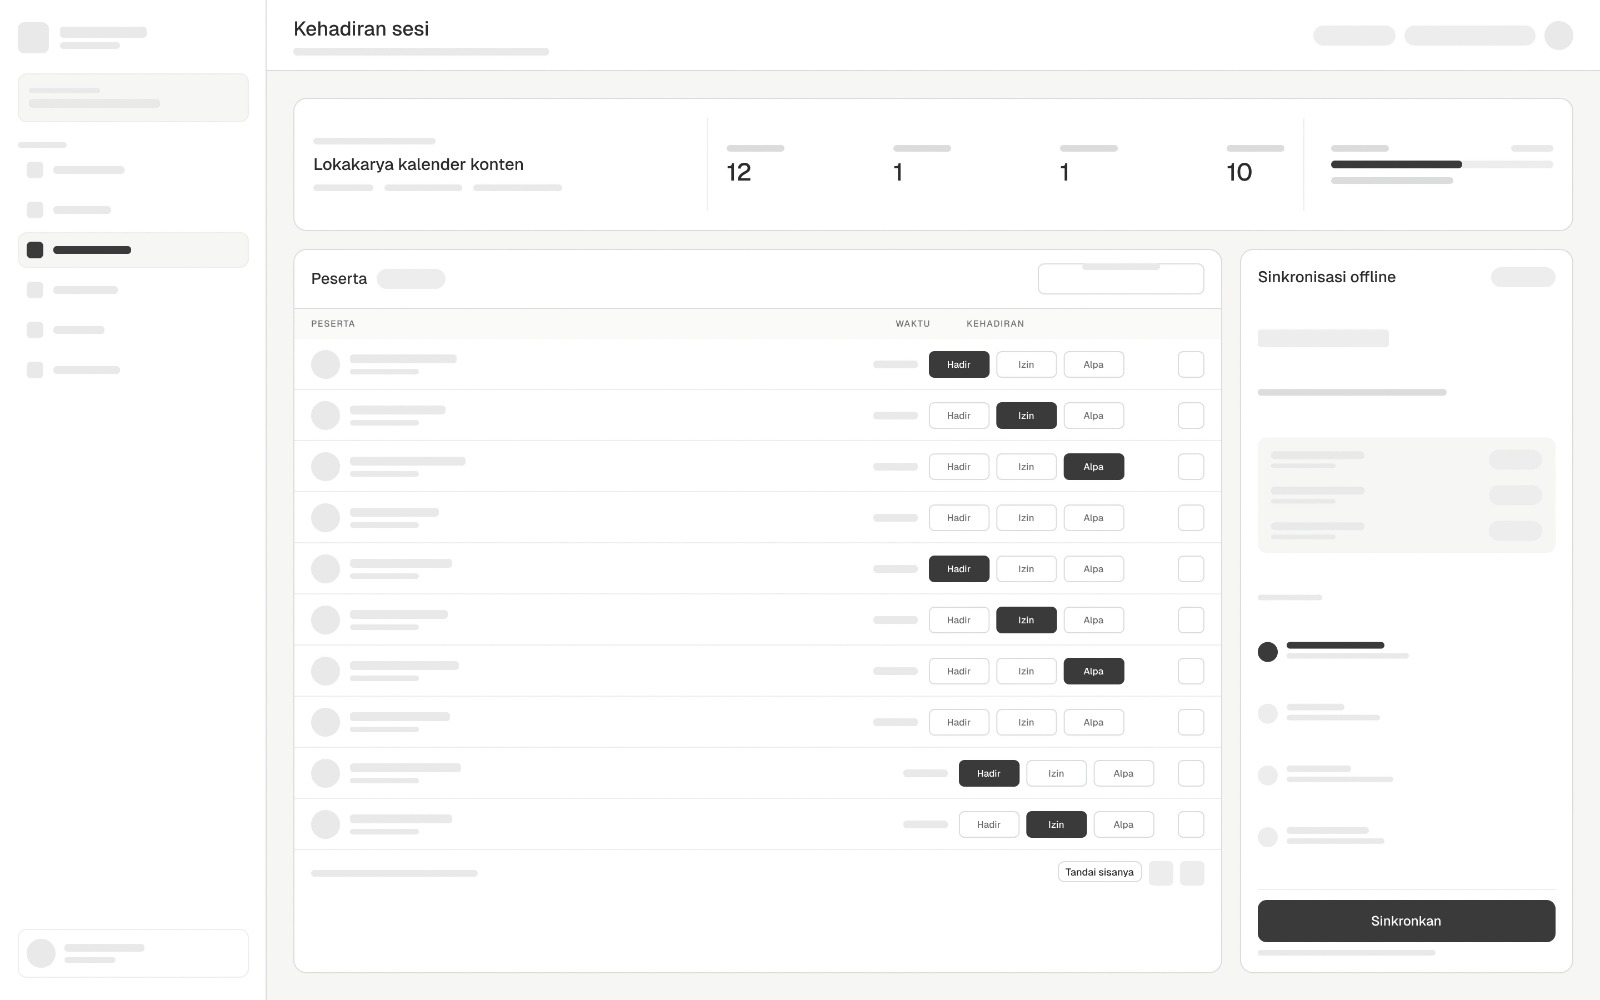 Kehadiran sesi
Lokakarya kalender konten
12 1 1 10
Peserta
Sinkronisasi offline
PESERTA WAKTU KEHADIRAN
Hadir Izin Alpa
Hadir Izin Alpa
Hadir Izin Alpa
Hadir Izin Alpa
Hadir Izin Alpa
Hadir Izin Alpa
Hadir Izin Alpa
Hadir Izin Alpa
Hadir Izin Alpa
Hadir Izin Alpa
Tandai sisanya
Sinkronkan